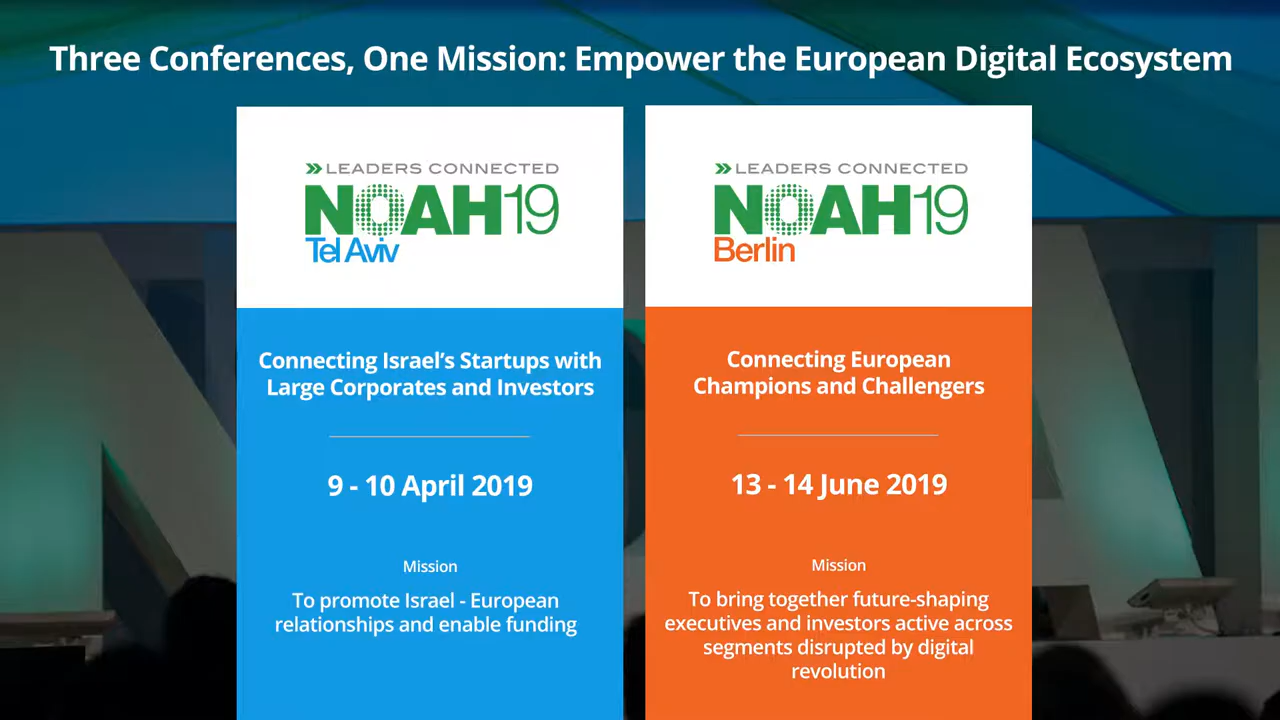 Three Conferences, One Mission: Empower the European Digital Ecosystem
LEADERS CONNECTED
NOAH19
Tel Aviv
Connecting Israel's Startups with
Large Corporates and Investors
9 - 10 April 2019
Mission
To promote Israel - European
relationships and enable funding
LEADERS CONNECTED
NOAH19
Berlin
Connecting European
Champions and Challengers
13 - 14 June 2019
Mission
To bring together future-shaping
executives and investors active across
segments disrupted by digital
revolution